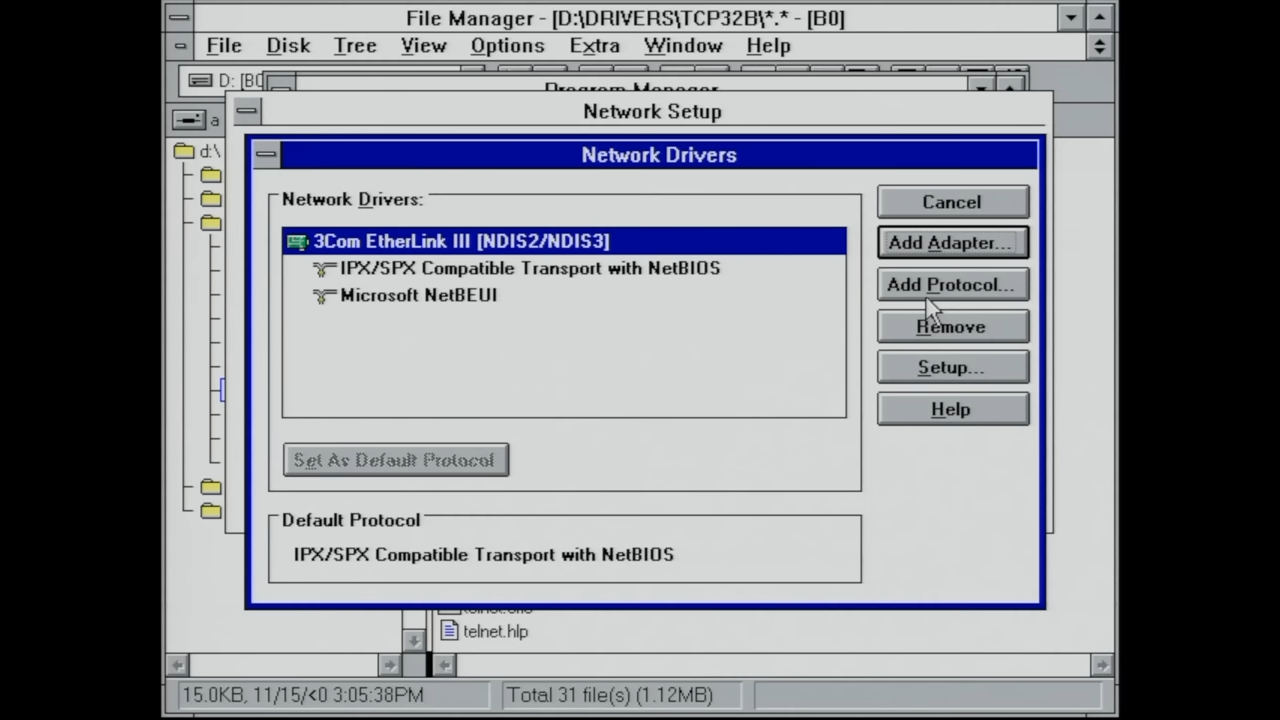 File Manager - [D:\DRIVERS\TCP32B\*.* - [B0]
File Disk Tree View Options Extra Window Help
D: [B0
Program Manager
a
Network Setup
d:\
Network Drivers
Network Drivers:
3Com EtherLink III [NDIS2/NDIS3]
IPX/SPX Compatible Transport with NetBIOS
Microsoft NetBEUI
Cancel
Add Adapter...
Add Protocol...
Remove
Setup...
Help
Set As Default Protocol
Default Protocol
IPX/SPX Compatible Transport with NetBIOS
telnet.hlp
15.0KB, 11/15/<0 3:05:38PM
Total 31 file(s) (1.12MB)